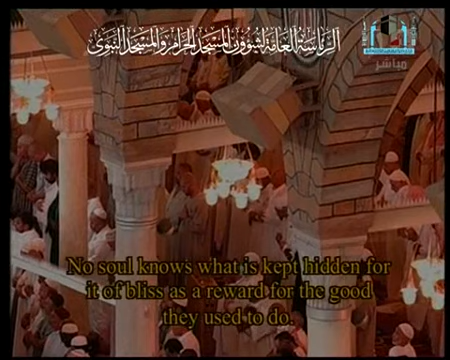 الرئاسة العامة لشؤون المسجد الحرام والمسجد النبوي
مباشر
No soul knows what is kept hidden for
it of bliss as a reward for the good
they used to do.